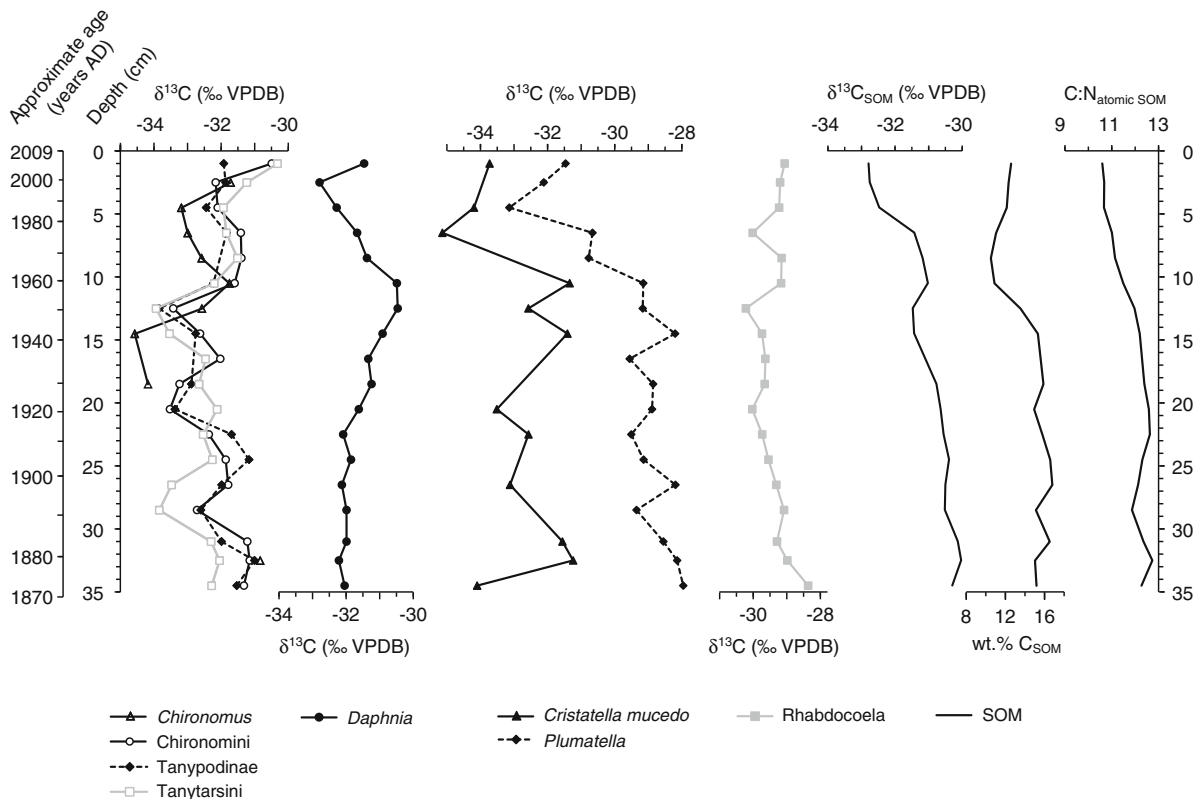 Approximate age
(years AD)
Depth (cm)
δ¹³C (‰ VPDB)
-34 -32 -30
δ¹³C (‰ VPDB)
-34 -32 -30 -28
δ¹³C_SOM (‰ VPDB)
-34 -32 -30
C:N_atomic SOM
9 11 13
2009
2000
1980
1960
1940
1920
1900
1880
1870
0
5
10
15
20
25
30
35
0
5
10
15
20
25
30
35
-34 -32 -30
δ¹³C (‰ VPDB)
-30 -28
δ¹³C (‰ VPDB)
8 12 16
wt.% C_SOM
Chironomus
Chironomini
Tanypodinae
Tanytarsini
Daphnia
Cristatella mucedo
Plumatella
Rhabdocoela
SOM